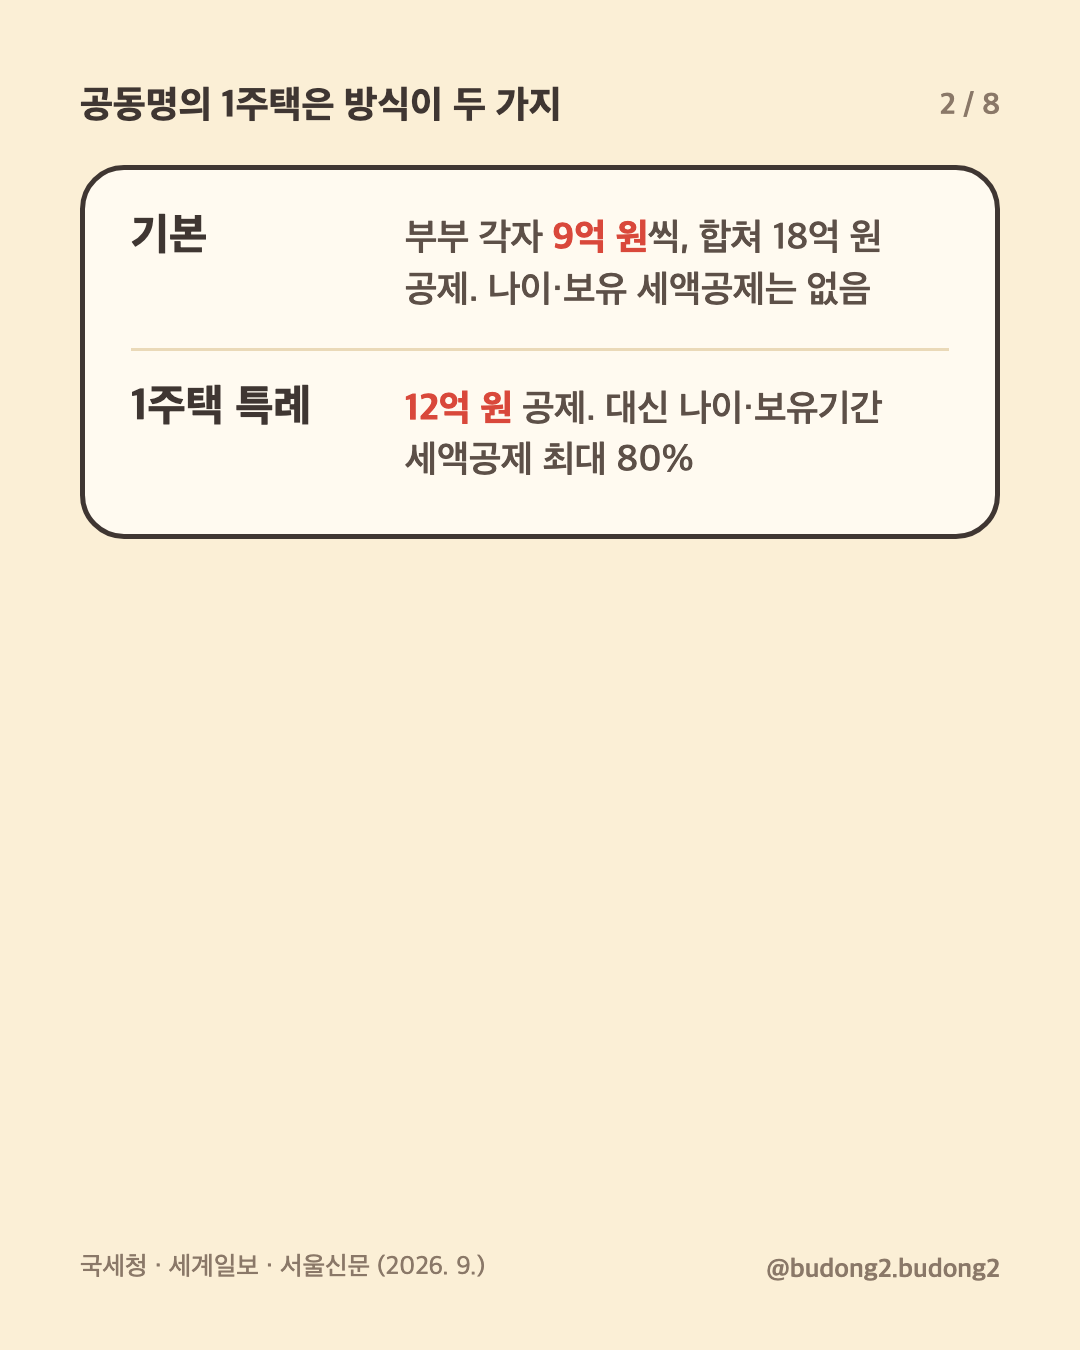 공동명의 1주택은 방식이 두 가지
2 / 8
기본
부부 각자 9억 원씩, 합쳐 18억 원
공제. 나이·보유 세액공제는 없음
1주택 특례
12억 원 공제. 대신 나이·보유기간
세액공제 최대 80%
국세청 · 세계일보 · 서울신문 (2026. 9.)
@budong2.budong2